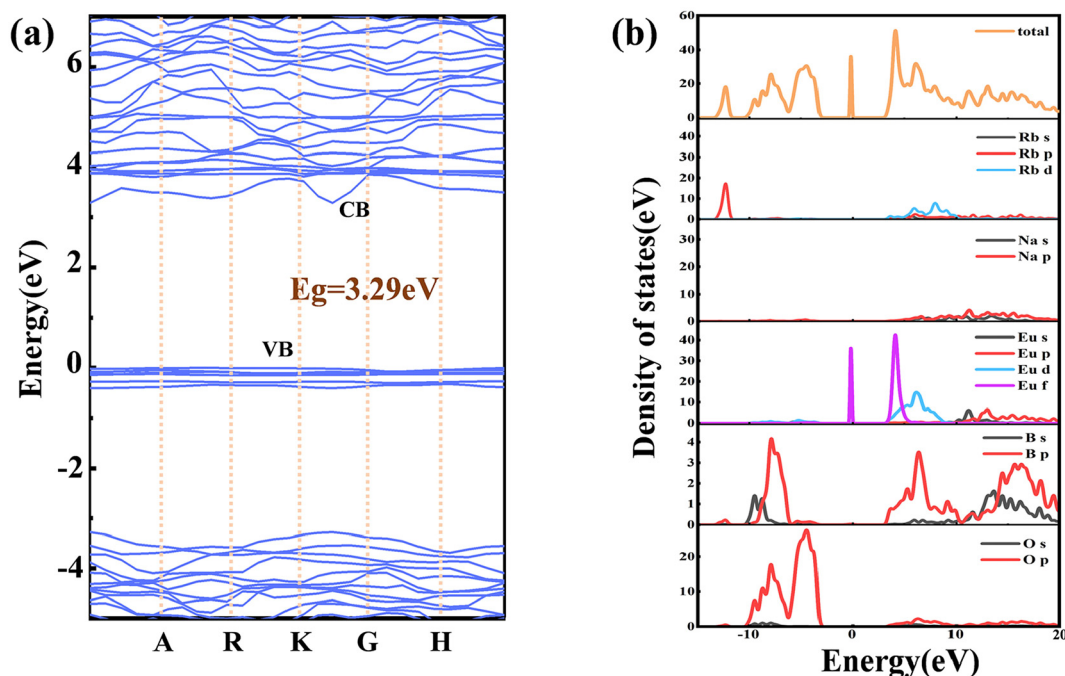 (a)
Energy(eV)
6
4
2
0
-2
-4
CB
Eg=3.29eV
VB
A R K G H
(b)
Density of states(eV)
60
40
20
0
total
40
30
20
10
0
Rb s
Rb p
Rb d
30
20
10
0
Na s
Na p
40
30
20
10
0
Eu s
Eu p
Eu d
Eu f
4
3
2
1
0
B s
B p
20
10
0
O s
O p
-10 0 10 20
Energy(eV)